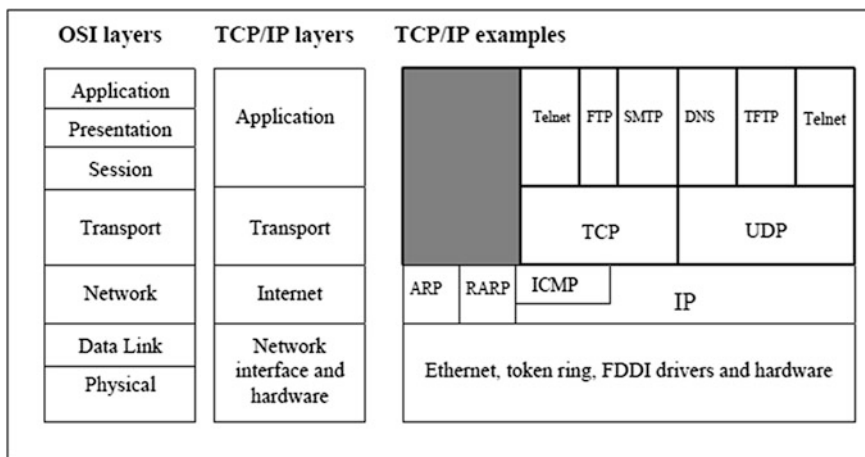 OSI layers TCP/IP layers TCP/IP examples
Application
Presentation
Session
Transport
Network
Data Link
Physical
Application
Transport
Internet
Network
interface and
hardware
Telnet FTP SMTP DNS TFTP Telnet
TCP UDP
ARP RARP ICMP IP
Ethernet, token ring, FDDI drivers and hardware